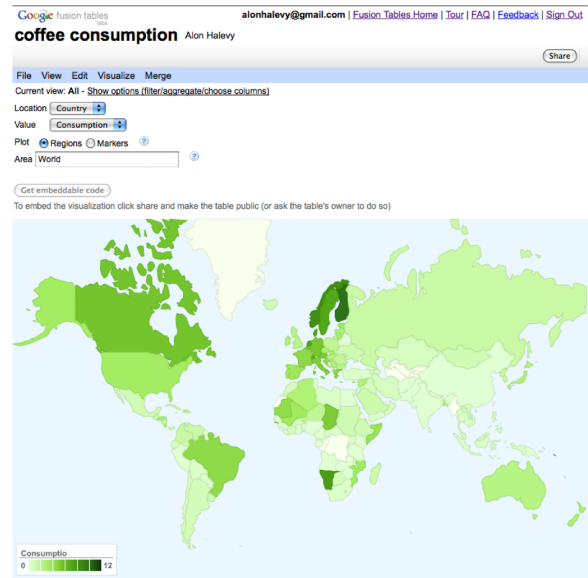 Google fusion tables
labs
alonhalevy@gmail.com | Fusion Tables Home | Tour | FAQ | Feedback | Sign Out
coffee consumption Alon Halevy
Share
File View Edit Visualize Merge
Current view: All - Show options (filter/aggregate/choose columns)
Location Country
Value Consumption
Plot Regions Markers ?
Area World ?
Get embeddable code
To embed the visualization click share and make the table public (or ask the table's owner to do so)
Consumptio
0 12